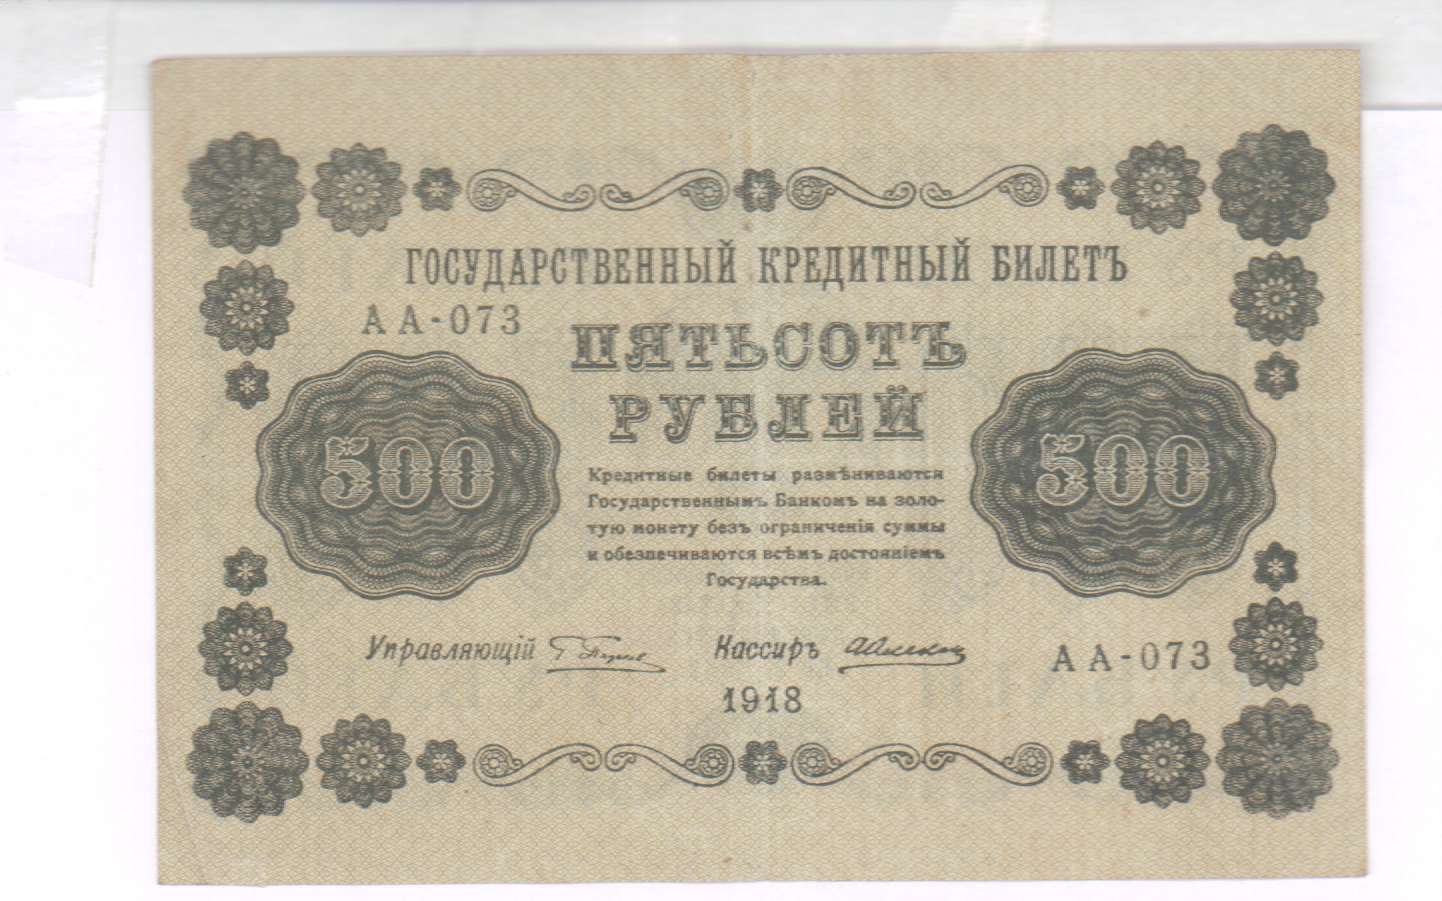 ГОСУДАРСТВЕННЫЙ КРЕДИТНЫЙ БИЛЕТЪ
АА-073
ПЯТЬСОТЪ
РУБЛЕЙ
500
500
Кредитные билеты размѣниваются
Государственнымъ Банкомъ на золо-
тую монету безъ ограниченія суммы
и обезпечиваются всѣмъ достояніемъ
Государства.
Управляющій
Кассиръ
АА-073
1918